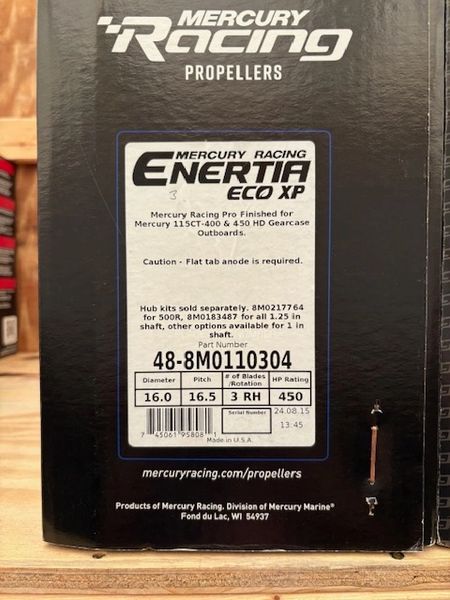 MERCURY
Racing
PROPELLERS
MERCURY RACING
ENERTIA
ECO XP
3
Mercury Racing Pro Finished for
Mercury 115CT-400 & 450 HD Gearcase
Outboards.
Caution - Flat tab anode is required.
Hub kits sold separately. 8M0217764
for 500R, 8M0183487 for all 1.25 in
shaft, other options available for 1 in
shaft.
Part Number
48-8M0110304
Diameter Pitch # of Blades /Rotation HP Rating
16.0 16.5 3 RH 450
Serial Number 24.08.15
13:45
7 45061 95808 1
Made in U.S.A.
mercuryracing.com/propellers
Products of Mercury Racing. Division of Mercury Marine®
Fond du Lac, WI 54937